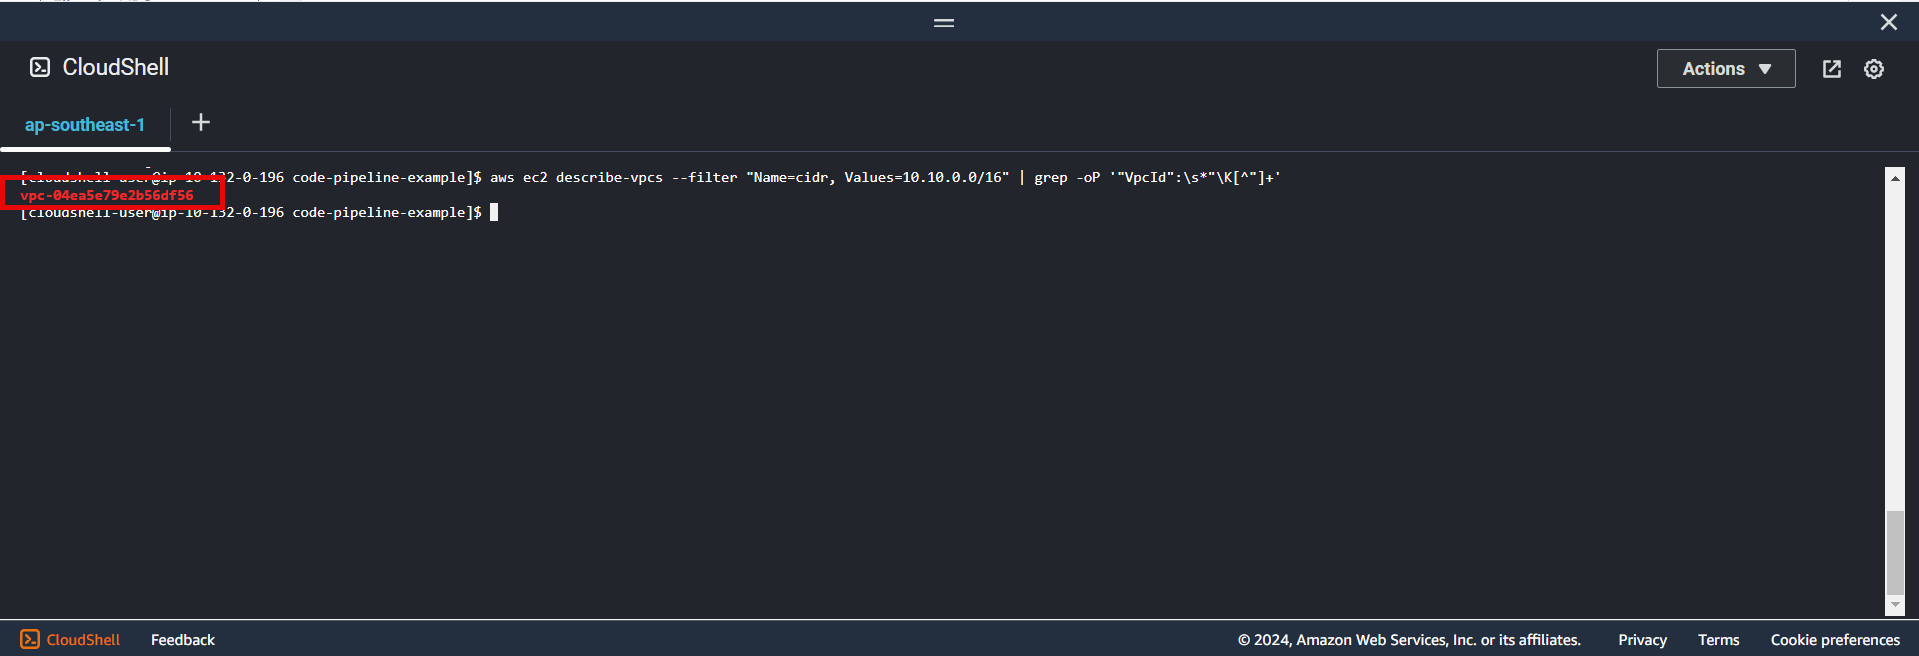 CloudShell
Actions ▼
ap-southeast-1 +
[cloudshell-user@ip-10-132-0-196 code-pipeline-example]$ aws ec2 describe-vpcs --filter "Name=cidr, Values=10.10.0.0/16" | grep -oP '"VpcId":\s*"\K[^"]+'
vpc-04ea5e79e2b56df56
[cloudshell-user@ip-10-132-0-196 code-pipeline-example]$
CloudShell Feedback © 2024, Amazon Web Services, Inc. or its affiliates. Privacy Terms Cookie preferences